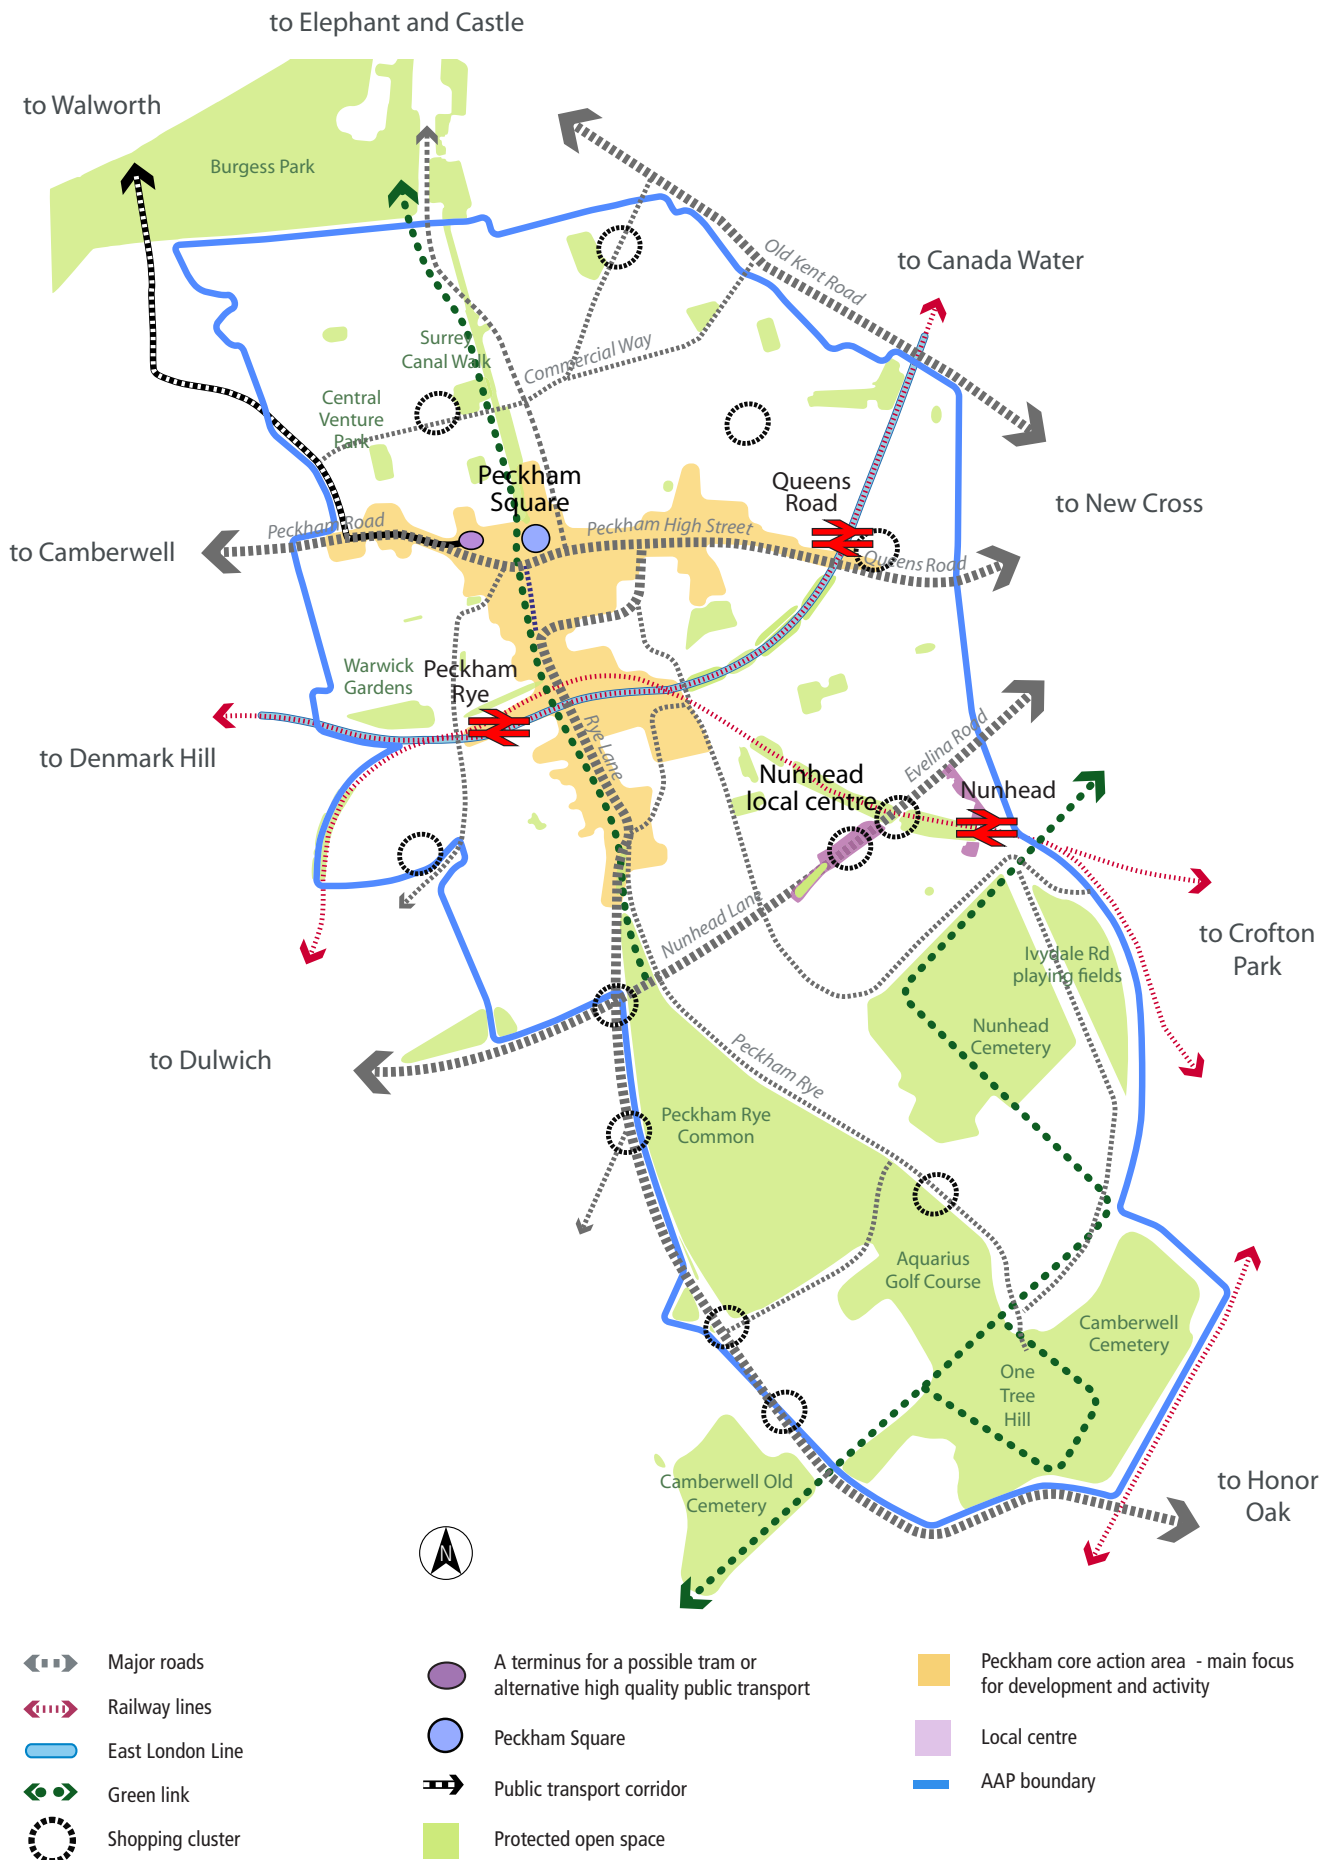 to Elephant and Castle
to Walworth
Burgess Park
Old Kent Road
to Canada Water
Surrey
Canal Walk
Commercial Way
Central
Venture
Park
Peckham
Square
Queens
Road
to New Cross
Peckham Road
Peckham High Street
to Camberwell
Queens Road
Warwick
Gardens
Peckham
Rye
Rye Lane
Evelina Road
to Denmark Hill
Nunhead
local centre
Nunhead
Nunhead Lane
to Crofton
Park
Ivydale Rd
playing fields
Nunhead
Cemetery
to Dulwich
Peckham Rye
Peckham Rye
Common
Aquarius
Golf Course
Camberwell
Cemetery
One
Tree
Hill
Camberwell Old
Cemetery
to Honor
Oak
N
Major roads
Railway lines
East London Line
Green link
Shopping cluster
A terminus for a possible tram or
alternative high quality public transport
Peckham Square
Public transport corridor
Protected open space
Peckham core action area - main focus
for development and activity
Local centre
AAP boundary